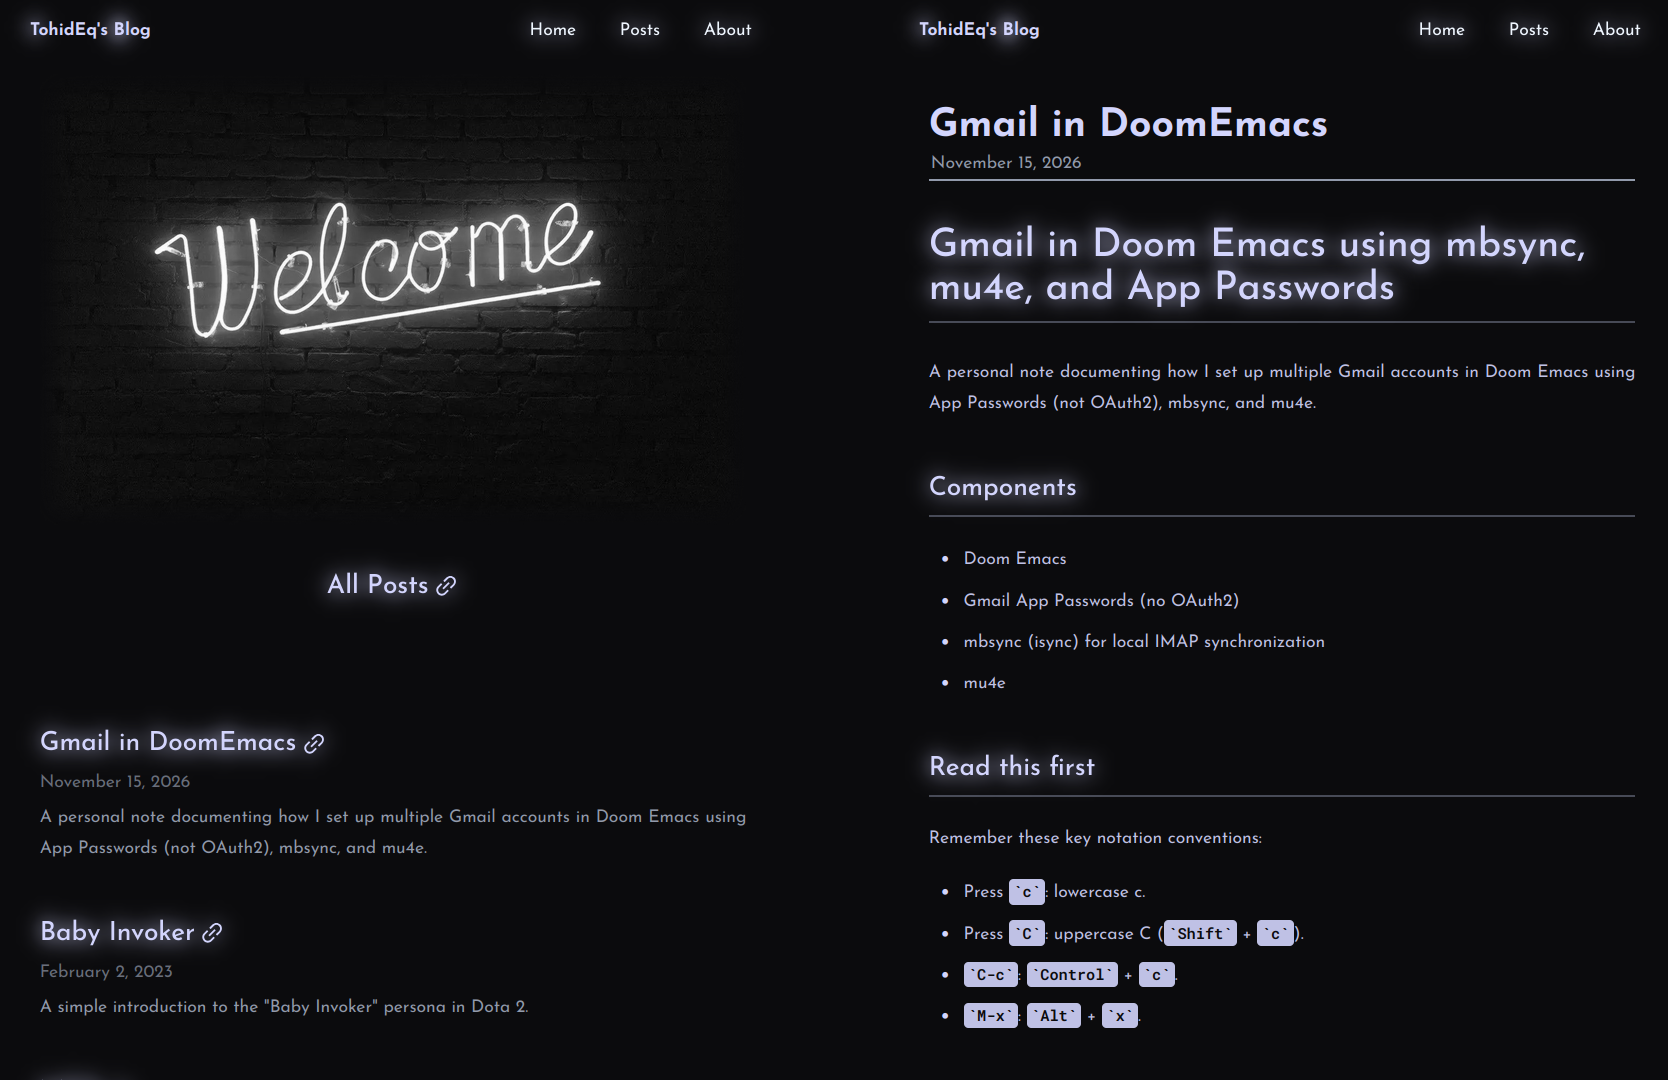 TohidEq's Blog
Home Posts About
Welcome
All Posts
Gmail in DoomEmacs
November 15, 2026
A personal note documenting how I set up multiple Gmail accounts in Doom Emacs using
App Passwords (not OAuth2), mbsync, and mu4e.
Baby Invoker
February 2, 2023
A simple introduction to the "Baby Invoker" persona in Dota 2.
TohidEq's Blog
Home Posts About
Gmail in DoomEmacs
November 15, 2026
Gmail in Doom Emacs using mbsync,
mu4e, and App Passwords
A personal note documenting how I set up multiple Gmail accounts in Doom Emacs using
App Passwords (not OAuth2), mbsync, and mu4e.
Components
• Doom Emacs
• Gmail App Passwords (no OAuth2)
• mbsync (isync) for local IMAP synchronization
• mu4e
Read this first
Remember these key notation conventions:
• Press `c`: lowercase c.
• Press `C`: uppercase C (`Shift` + `c`).
• `C-c`: `Control` + `c`.
• `M-x`: `Alt` + `x`.